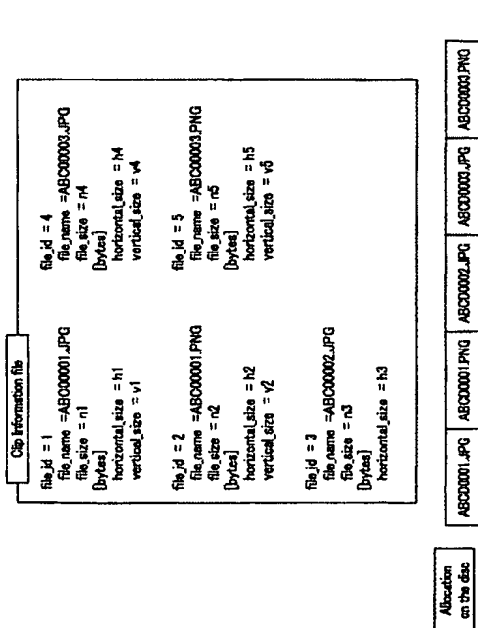 Clip information file
file_id = 1
file_name =ABC00001.JPG
file_size = n1
[bytes]
horizontal_size = h1
vertical_size = v1
file_id = 2
file_name =ABC00001.PNG
file_size = n2
[bytes]
horizontal_size = h2
vertical_size = v2
file_id = 3
file_name =ABC00002.JPG
file_size = n3
[bytes]
horizontal_size = h3
file_id = 4
file_name =ABC00003.JPG
file_size = n4
[bytes]
horizontal_size = h4
vertical_size = v4
file_id = 5
file_name =ABC00003.PNG
file_size = n5
[bytes]
horizontal_size = h5
vertical_size = v5
Allocation
on the disc
ABC00001.JPG
ABC00001.PNG
ABC00002.JPG
ABC00003.JPG
ABC00003.PNG